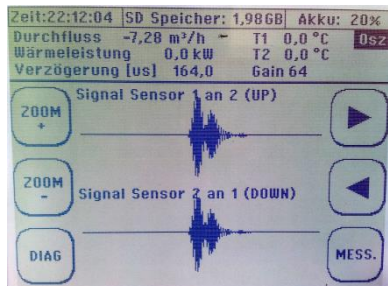 Zeit:22:12:04 SD Speicher: 1,98GB Akku: 20%
Durchfluss -7,28 m³/h T1 0,0 °C Osz
Wärmeleistung 0,0 kW T2 0,0 °C
Verzögerung [us] 164,0 Gain 64
Signal Sensor 1 an 2 (UP)
ZOOM
+
ZOOM
-
Signal Sensor 2 an 1 (DOWN)
DIAG
MESS.